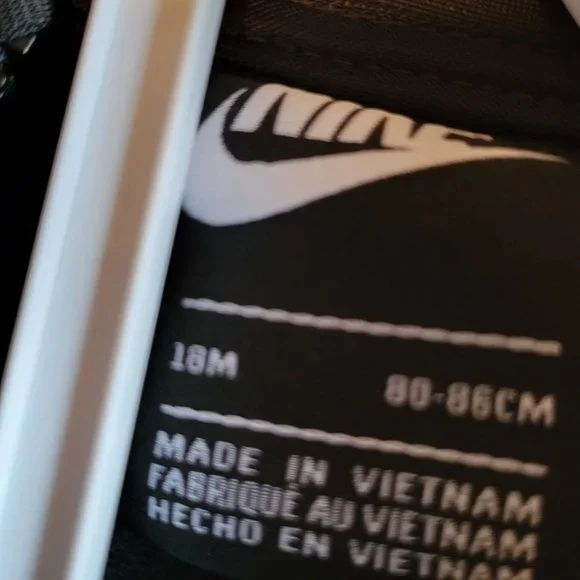 NIKE
18M 80-86CM
MADE IN VIETNAM
FABRIQUÉ AU VIETNAM
HECHO EN VIETNAM